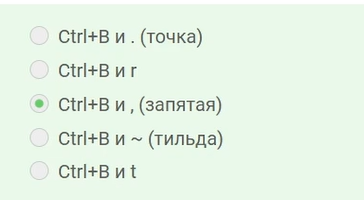 Ctrl+B и . (точка)
Ctrl+B и r
Ctrl+B и , (запятая)
Ctrl+B и ~ (тильда)
Ctrl+B и t